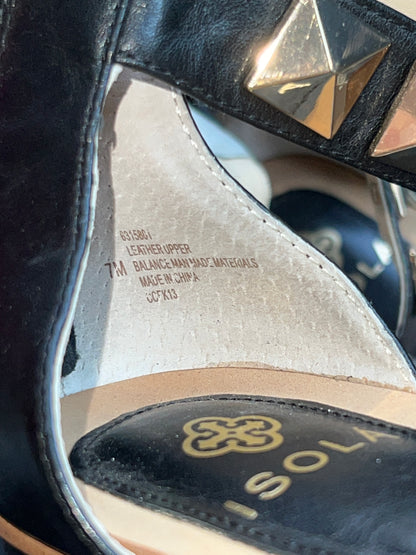 LEATHER UPPER
7M BALANCE MAN MADE MATERIALS
MADE IN CHINA
ISOLA